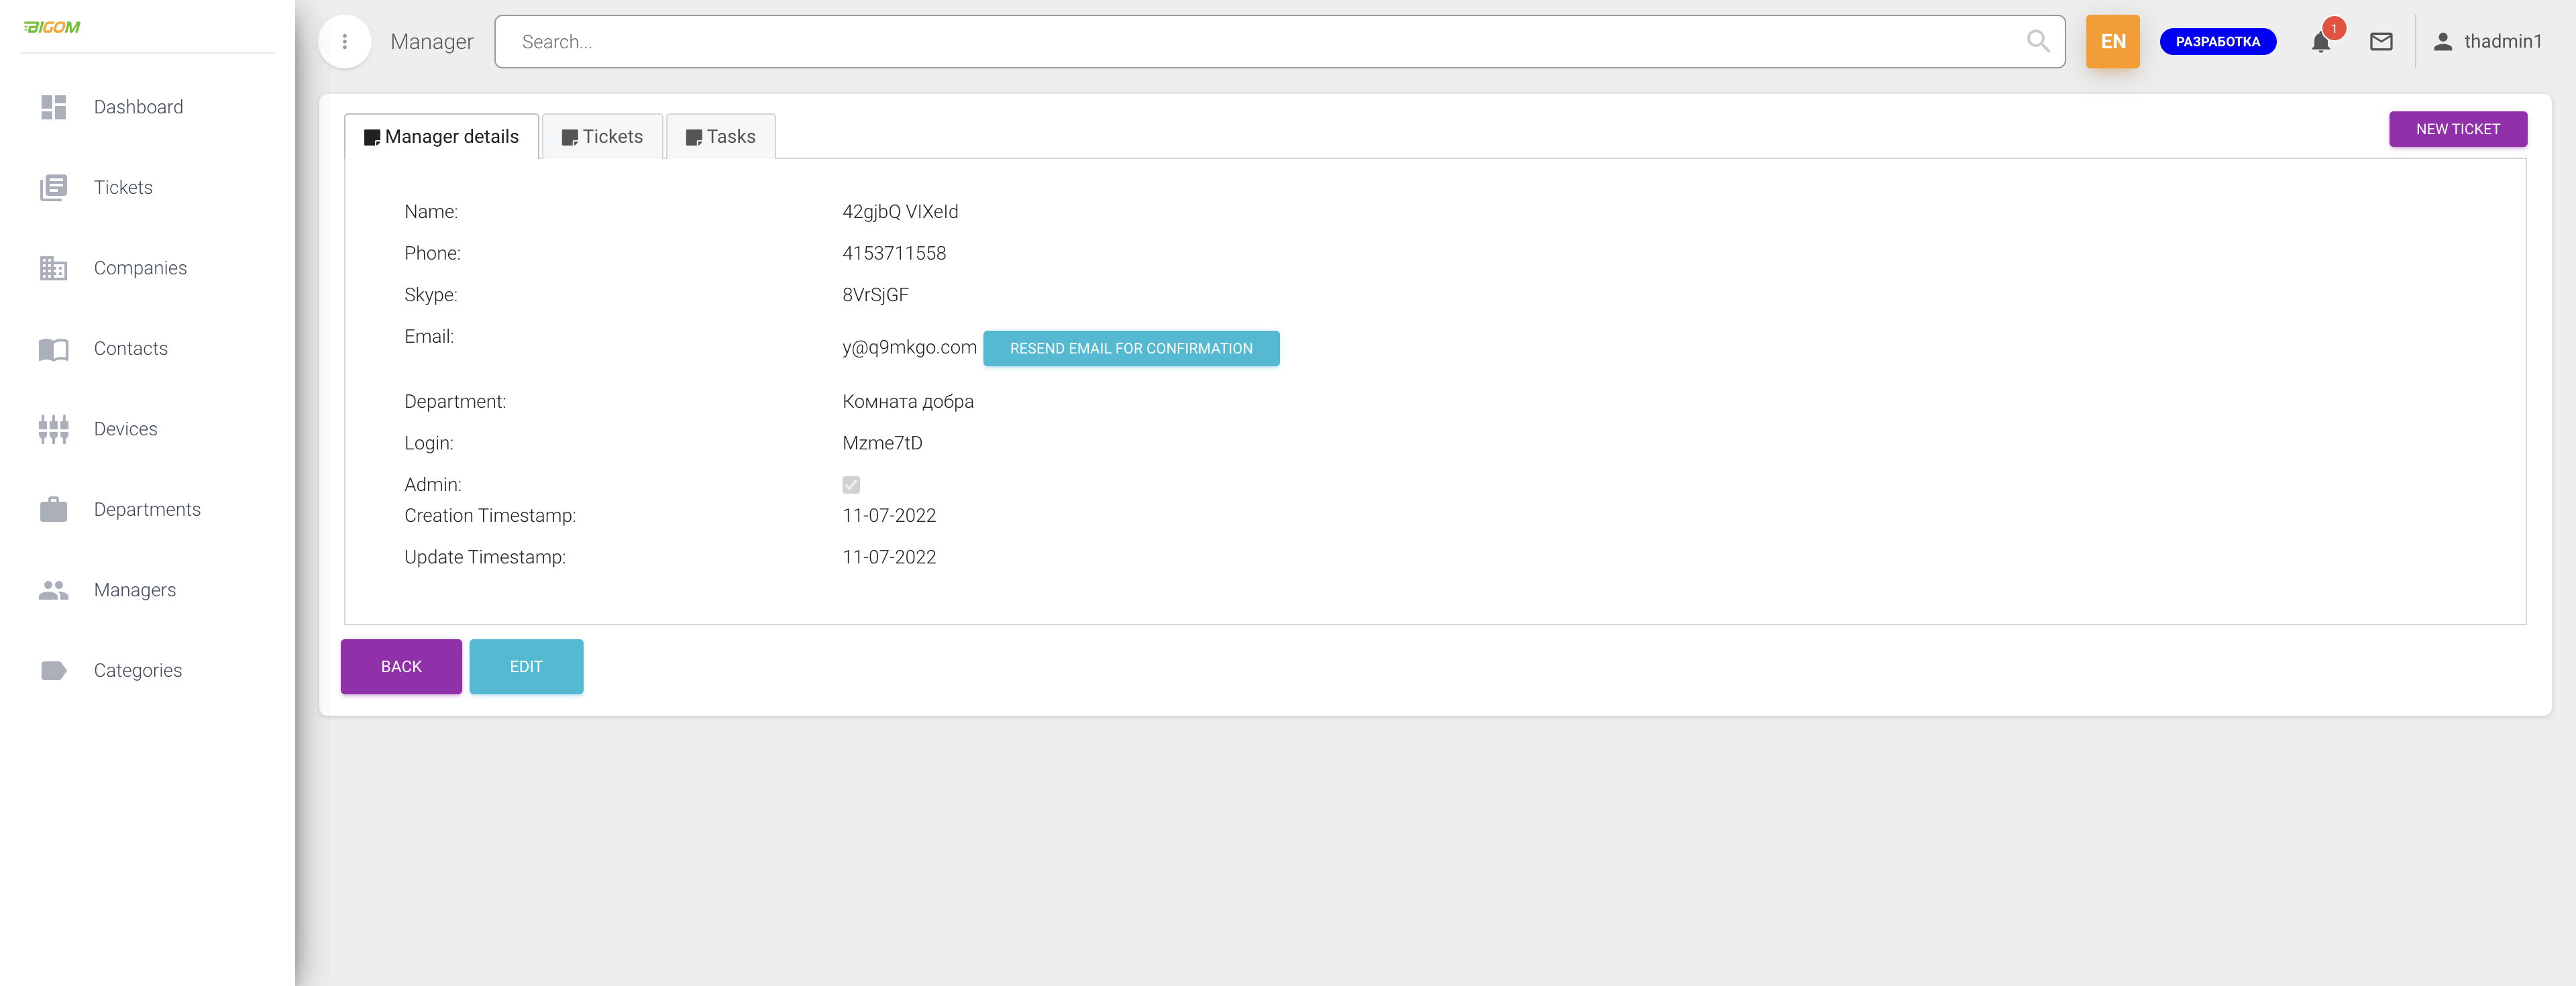 BIGOM
Manager
Search...
EN
РАЗРАБОТКА
1
thadmin1
Dashboard
Tickets
Companies
Contacts
Devices
Departments
Managers
Categories
Manager details
Tickets
Tasks
NEW TICKET
Name: 42gjbQ VIXeId
Phone: 4153711558
Skype: 8VrSjGF
Email: y@q9mkgo.com RESEND EMAIL FOR CONFIRMATION
Department: Комната добра
Login: Mzme7tD
Admin:
Creation Timestamp: 11-07-2022
Update Timestamp: 11-07-2022
BACK
EDIT